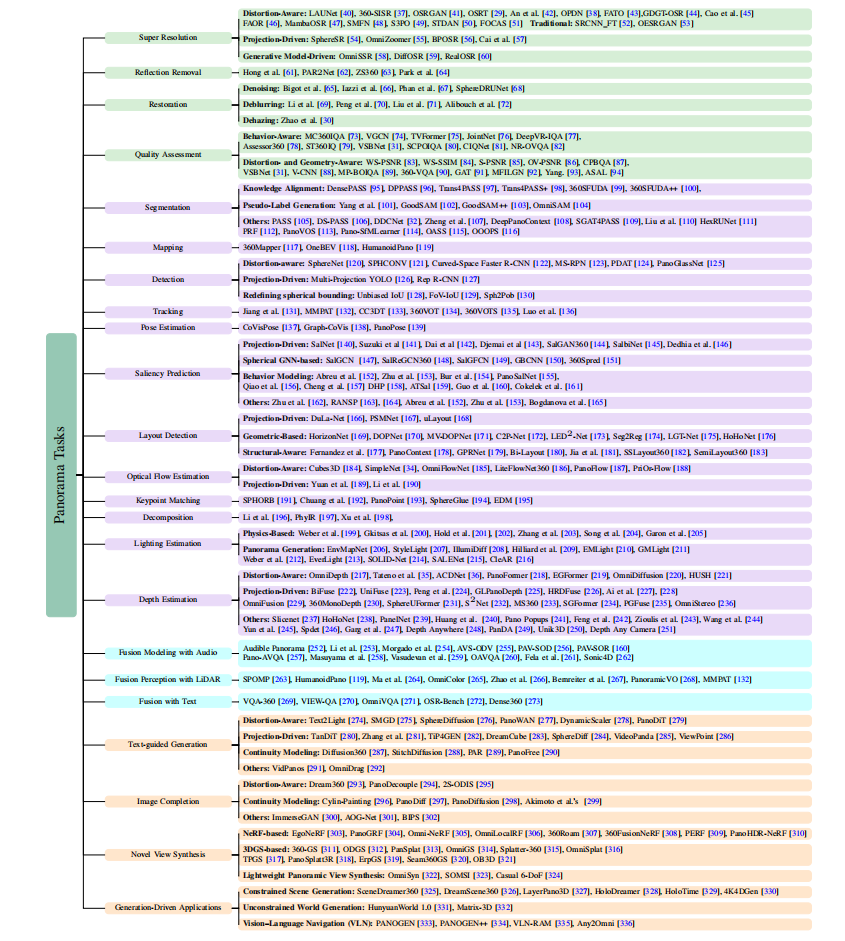 Distortion-Aware: LAUNet [40], 360-SISR [37], OSRGAN [41], OSRT [29], An et al. [42], OPDN [38], FATO [43],GDGT-OSR [44], Cao et al. [45]
FAOR [46], MambaOSR [47], SMFN [48], S3PO [49], STDAN [50], FOCAS [51] Traditional: SRCNN_FT [52], OESRGAN [53]
Super Resolution
Projection-Driven: SphereSR [54], OmniZoomer [55], BPOSR [56], Cai et al. [57]
Generative Model-Driven: OmniSSR [58], DiffOSR [59], RealOSR [60]
Reflection Removal
Hong et al. [61], PAR2Net [62], ZS360 [63], Park et al. [64]
Denoising: Bigot et al. [65], Iazzi et al. [66], Phan et al. [67], SphereDRUNet [68]
Restoration
Deblurring: Li et al. [69], Peng et al. [70], Liu et al. [71], Alibouch et al. [72]
Dehazing: Zhao et al. [30]
Behavior-Aware: MC360IQA [73], VGCN [74], TVFormer [75], JointNet [76], DeepVR-IQA [77],
Assessor360 [78], ST360IQ [79], VSBNet [31], SCPOIQA [80], CIQNet [81], NR-OVQA [82]
Quality Assessment
Distortion- and Geometry-Aware: WS-PSNR [83], WS-SSIM [84], S-PSNR [85], OV-PSNR [86], CPBQA [87],
VSBNet [31], V-CNN [88], MP-BOIQA [89], 360-VQA [90], GAT [91], MFILGN [92], Yang. [93], ASAL [94]
Knowledge Alignment: DensePASS [95], DPPASS [96], Trans4PASS [97], Trans4PASS+ [98], 360SFUDA [99], 360SFUDA++ [100],
Segmentation
Pseudo-Label Generation: Yang et al. [101], GoodSAM [102], GoodSAM++ [103], OmniSAM [104]
Others: PASS [105], DS-PASS [106], DDCNet [32], Zheng et al. [107], DeepPanoContext [108], SGAT4PASS [109], Liu et al. [110] HexRUNet [111]
PRF [112], PanoVOS [113], Pano-SfMLearner [114], OASS [115], OOOPS [116]
Mapping
360Mapper [117], OneBEV [118], HumanoidPano [119]
Distortion-aware: SphereNet [120], SPHCONV [121], Curved-Space Faster R-CNN [122], MS-RPN [123], PDAT [124], PanoGlassNet [125]
Detection
Projection-Driven: Multi-Projection YOLO [126], Rep R-CNN [127]
Redefining spherical bounding: Unbiased IoU [128], FoV-IoU [129], Sph2Pob [130]
Tracking
Jiang et al. [131], MMPAT [132], CC3DT [133], 360VOT [134], 360VOTS [135], Luo et al. [136]
Pose Estimation
CoVisPose [137], Graph-CoVis [138], PanoPose [139]
Projection-Driven: SalNet [140], Suzuki et al [141], Dai et al [142], Djemai et al [143], SalGAN360 [144], SalbiNet [145], Dedhia et al. [146]
Spherical GNN-based: SalGCN [147], SalReGCN360 [148], SalGFCN [149], GBCNN [150], 360Spred [151]
Saliency Prediction
Behavior Modeling: Abreu et al. [152], Zhu et al. [153], Bur et al. [154], PanoSalNet [155],
Qiao et al. [156], Cheng et al. [157] DHP [158], ATSal [159], Guo et al. [160], Cokelek et al. [161]
Others: Zhu et al. [162], RANSP [163], [164], Abreu et al. [152], Zhu et al. [153], Bogdanova et al. [165]
Projection-Driven: DuLa-Net [166], PSMNet [167], uLayout [168]
Layout Detection
Geometric-Based: HorizonNet [169], DOPNet [170], MV-DOPNet [171], C2P-Net [172], LED²-Net [173], Seg2Reg [174], LGT-Net [175], HoHoNet [176]
Structural-Aware: Fernandez et al. [177], PanoContext [178], GPRNet [179], Bi-Layout [180], Jia et al. [181], SSLayout360 [182], SemiLayout360 [183]
Distortion-Aware: Cubes3D [184], SimpleNet [34], OmniFlowNet [185], LiteFlowNet360 [186], PanoFlow [187], PriOr-Flow [188]
Optical Flow Estimation
Projection-Driven: Yuan et al. [189], Li et al. [190]
Keypoint Matching
SPHORB [191], Chuang et al. [192], PanoPoint [193], SphereGlue [194], EDM [195]
Decomposition
Li et al. [196], PhyIR [197], Xu et al. [198],
Physics-Based: Weber et al. [199], Gkitsas et al. [200], Hold et al. [201], [202], Zhang et al. [203], Song et al. [204], Garon et al. [205]
Lighting Estimation
Panorama Generation: EnvMapNet [206], StyleLight [207], IllumiDiff [208], Hilliard et al. [209], EMLight [210], GMLight [211]
Weber et al. [212], EverLight [213], SOLID-Net [214], SALENet [215], CleAR [216]
Distortion-Aware: OmniDepth [217], Tateno et al. [35], ACDNet [36], PanoFormer [218], EGFormer [219], OmniDiffusion [220], HUSH [221]
Depth Estimation
Projection-Driven: BiFuse [222], UniFuse [223], Peng et al. [224], GLPanoDepth [225], HRDFuse [226], Ai et al. [227], [228]
OmniFusion [229], 360MonoDepth [230], SphereUFormer [231], S²Net [232], MS360 [233], SGFormer [234], PGFuse [235], OmniStereo [236]
Others: Slicenet [237] HoHoNet [238], PanelNet [239], Huang et al. [240], Pano Popups [241], Feng et al. [242], Zioulis et al. [243], Wang et al. [244]
Yun et al. [245], Spdet [246], Garg et al. [247], Depth Anywhere [248], PanDA [249], Unik3D [250], Depth Any Camera [251]
Panorama Tasks
Fusion Modeling with Audio
Audible Panorama [252], Li et al. [253], Morgado et al. [254], AVS-ODV [255], PAV-SOD [256], PAV-SOR [160]
Pano-AVQA [257], Masuyama et al. [258], Vasudevan et al. [259], OAVQA [260], Fela et al. [261], Sonic4D [262]
Fusion Perception with LiDAR
SPOMP [263], HumanoidPano [119], Ma et al. [264], OmniColor [265], Zhao et al. [266], Bernreiter et al. [267], PanoramicVO [268], MMPAT [132]
Fusion with Text
VQA-360 [269], VIEW-QA [270], OmniVQA [271], OSR-Bench [272], Dense360 [273]
Distortion-Aware: Text2Light [274], SMGD [275], SphereDiffusion [276], PanoWAN [277], DynamicScaler [278], PanoDiT [279]
Text-guided Generation
Projection-Driven: TanDiT [280], Zhang et al. [281], TiP4GEN [282], DreamCube [283], SphereDiff [284], VideoPanda [285], ViewPoint [286]
Continuity Modeling: Diffusion360 [287], StitchDiffusion [288], PAR [289], PanoFree [290]
Others: VidPanos [291], OmniDrag [292]
Distortion-Aware: Dream360 [293], PanoDecouple [294], 2S-ODIS [295]
Image Completion
Continuity Modeling: Cylin-Painting [296], PanoDiff [297], PanoDiffusion [298], Akimoto et al.'s [299]
Others: ImmerseGAN [300], AOG-Net [301], BIPS [302]
NeRF-based: EgoNeRF [303], PanoGRF [304], Omni-NeRF [305], OmniLocalRF [306], 360Roam [307], 360FusionNeRF [308], PERF [309], PanoHDR-NeRF [310]
Novel View Synthesis
3DGS-based: 360-GS [311], ODGS [312], PanSplat [313], OmniGS [314], Splatter-360 [315], OmniSplat [316]
TPGS [317], PanoSplatt3R [318], ErpGS [319], Seam360GS [320], OB3D [321]
Lightweight Panoramic View Synthesis: OmniSyn [322], SOMSI [323], Casual 6-DoF [324]
Constrained Scene Generation: SceneDreamer360 [325], DreamScene360 [326], LayerPano3D [327], HoloDreamer [328], HoloTime [329], 4K4DGen [330]
Generation-Driven Applications
Unconstrained World Generation: HunyuanWorld 1.0 [331], Matrix-3D [332]
Vision-Language Navigation (VLN): PANOGEN [333], PANOGEN++ [334], VLN-RAM [335], Any2Omni [336]